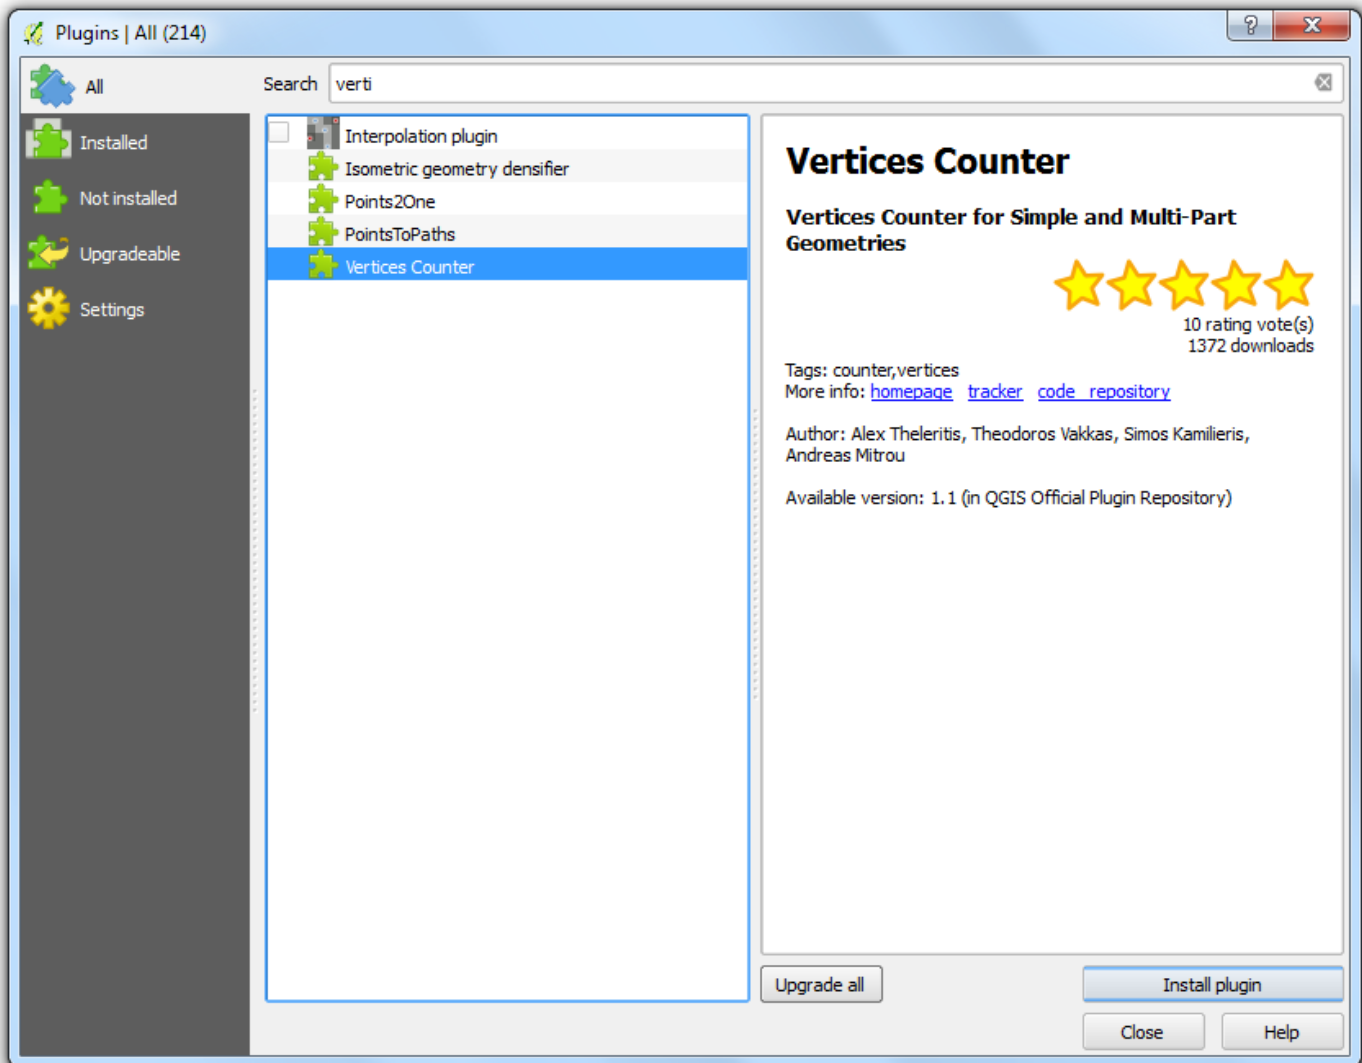 Plugins | All (214)
All
Installed
Not installed
Upgradeable
Settings
Search verti
Interpolation plugin
Isometric geometry densifier
Points2One
PointsToPaths
Vertices Counter
Vertices Counter
Vertices Counter for Simple and Multi-Part
Geometries
10 rating vote(s)
1372 downloads
Tags: counter,vertices
More info: homepage tracker code repository
Author: Alex Theleritis, Theodoros Vakkas, Simos Kamilieris,
Andreas Mitrou
Available version: 1.1 (in QGIS Official Plugin Repository)
Upgrade all
Install plugin
Close
Help